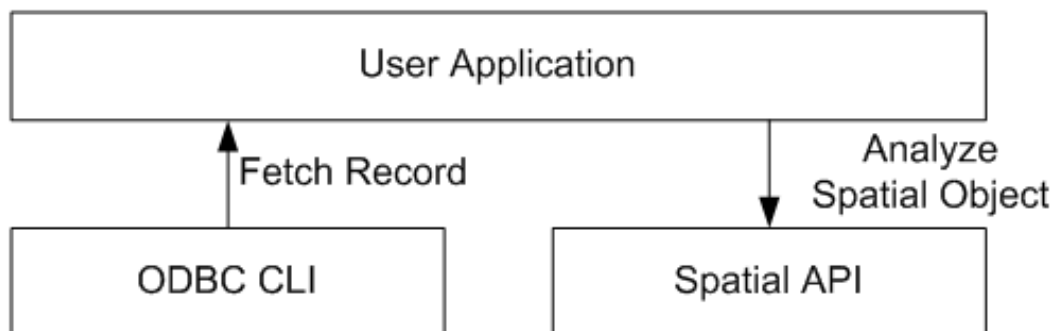 User Application
Fetch Record
Analyze
Spatial Object
ODBC CLI
Spatial API